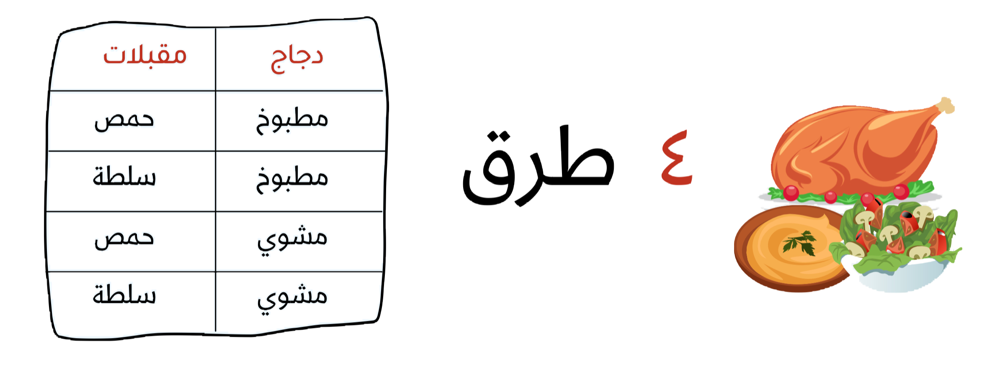 ٤ طرق
دجاج مقبلات
مطبوخ حمص
مطبوخ سلطة
مشوي حمص
مشوي سلطة